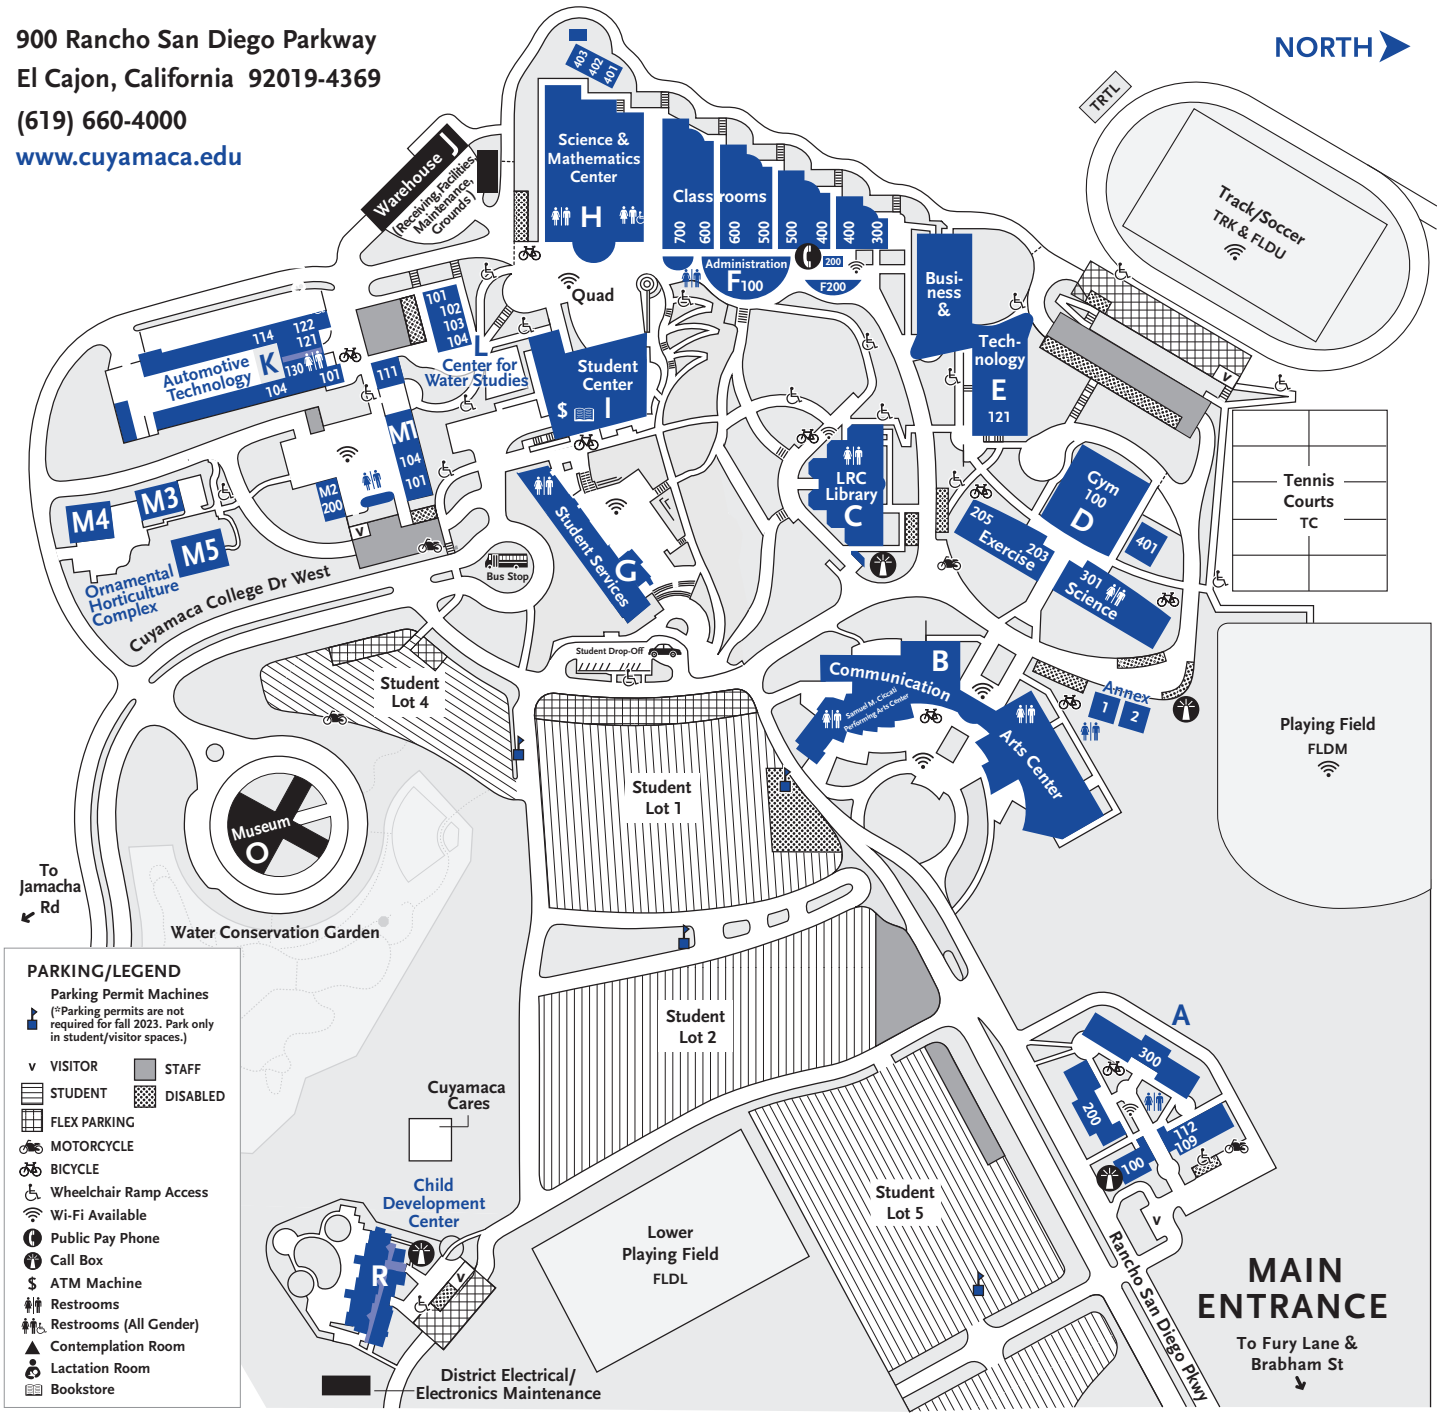 900 Rancho San Diego Parkway
El Cajon, California 92019-4369
(619) 660-4000
www.cuyamaca.edu
NORTH
TRTL
Track/Soccer
TRK & FLDU
403
402
401
Science &
Mathematics
Center
H
Warehouse J
(Receiving, Facilities,
Maintenance,
Grounds)
Classrooms
700
600
600
500
500
400
400
300
Administration
F100
200
F200
Quad
Busi-
ness
&
Tech-
nology
E
121
101
102
103
104
L
Center for
Water Studies
Student
Center
$ I
122
121
114
Automotive
Technology
K
130
101
104
111
M1
104
101
M2
200
V
M3
M4
M5
Ornamental
Horticulture
Complex
Cuyamaca College Dr West
Bus Stop
Student Services
G
LRC
Library
C
Gym
100
D
401
205
203
Exercise
301
Science
V
Tennis
Courts
TC
Student Drop-Off
B
Communication
Samuel M. Ciccati
Performing Arts Center
Arts Center
Annex
1
2
Playing Field
FLDM
Student
Lot 4
Student
Lot 1
Museum
O
To
Jamacha
Rd
Water Conservation Garden
Student
Lot 2
A
300
200
112
109
100
V
Cuyamaca
Cares
Child
Development
Center
R
V
Lower
Playing Field
FLDL
Student
Lot 5
Rancho San Diego Pkwy
MAIN
ENTRANCE
To Fury Lane &
Brabham St
District Electrical/
Electronics Maintenance
PARKING/LEGEND
Parking Permit Machines
(*Parking permits are not
required for fall 2023. Park only
in student/visitor spaces.)
V VISITOR
STAFF
STUDENT
DISABLED
FLEX PARKING
MOTORCYCLE
BICYCLE
Wheelchair Ramp Access
Wi-Fi Available
Public Pay Phone
Call Box
$ ATM Machine
Restrooms
Restrooms (All Gender)
Contemplation Room
Lactation Room
Bookstore